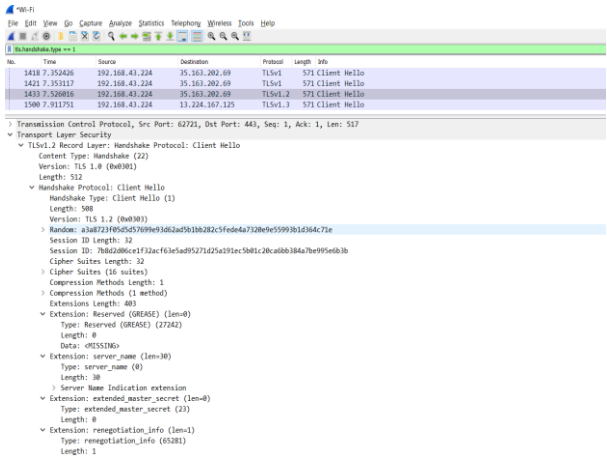 *Wi-Fi
File Edit View Go Capture Analyze Statistics Telephony Wireless Tools Help
tls.handshake.type == 1
No. Time Source Destination Protocol Length Info
1418 7.352426 192.168.43.224 35.163.202.69 TLSv1 571 Client Hello
1421 7.353117 192.168.43.224 35.163.202.69 TLSv1 571 Client Hello
1433 7.526016 192.168.43.224 35.163.202.69 TLSv1.2 571 Client Hello
1500 7.911751 192.168.43.224 13.224.167.125 TLSv1.3 571 Client Hello
Transmission Control Protocol, Src Port: 62721, Dst Port: 443, Seq: 1, Ack: 1, Len: 517
Transport Layer Security
TLSv1.2 Record Layer: Handshake Protocol: Client Hello
Content Type: Handshake (22)
Version: TLS 1.0 (0x0301)
Length: 512
Handshake Protocol: Client Hello
Handshake Type: Client Hello (1)
Length: 508
Version: TLS 1.2 (0x0303)
Random: a3a8723f05d5d57699e93d62ad5b1bb282c5fede4a7320e9e55993b1d364c71e
Session ID Length: 32
Session ID: 7b8d2d06ce1f32acf63e5ad95271d25a191ec5b01c20ca6bb384a7be995e6b3b
Cipher Suites Length: 32
Cipher Suites (16 suites)
Compression Methods Length: 1
Compression Methods (1 method)
Extensions Length: 403
Extension: Reserved (GREASE) (len=0)
Type: Reserved (GREASE) (27242)
Length: 0
Data: <MISSING>
Extension: server_name (len=30)
Type: server_name (0)
Length: 30
Server Name Indication extension
Extension: extended_master_secret (len=0)
Type: extended_master_secret (23)
Length: 0
Extension: renegotiation_info (len=1)
Type: renegotiation_info (65281)
Length: 1